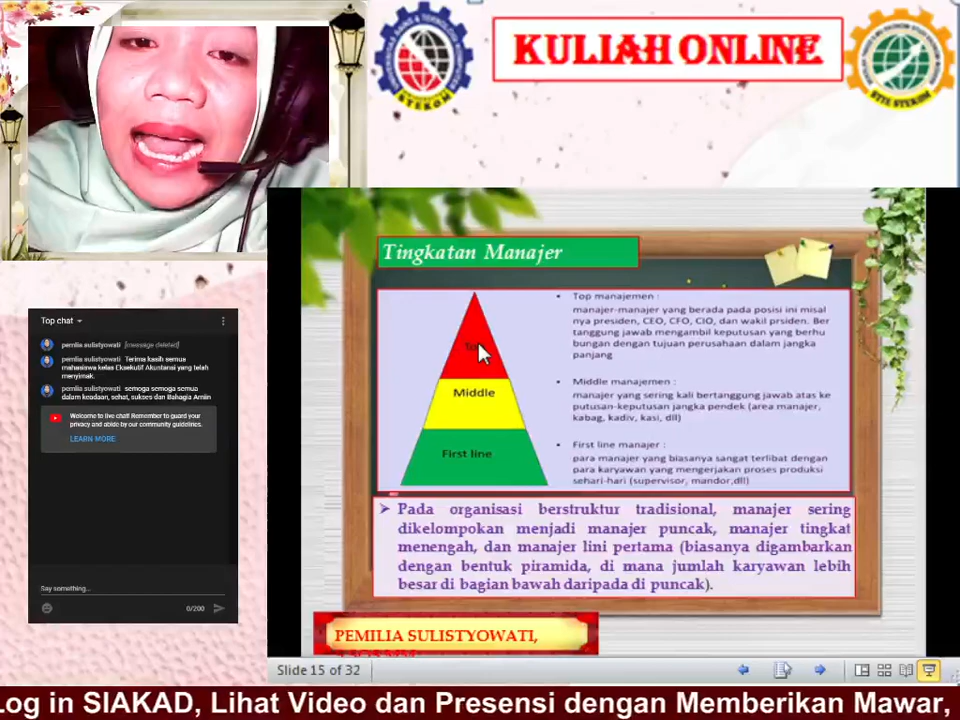 KULIAH ONLINE
STEKOM
STIE STEKOM
Top chat
pemlia sulistyowati [message deleted]
pemlia sulistyowati Terima kasih semua
mahasiswa kelas Eksekutif Akuntansi yang telah
menyimak.
pemlia sulistyowati semoga semoga semua
dalam keadaan, sehat, sukses dan Bahagia Amiin
Welcome to live chat! Remember to guard your
privacy and abide by our community guidelines.
LEARN MORE
Say something...
0/200
Tingkatan Manajer
Middle
First line
• Top manajemen :
manajer-manajer yang berada pada posisi ini misal
nya presiden, CEO, CFO, CIO, dan wakil prsiden. Ber
tanggung jawab mengambil keputusan yang berhu
bungan dengan tujuan perusahaan dalam jangka
panjang
• Middle manajemen :
manajer yang sering kali bertanggung jawab atas ke
putusan-keputusan jangka pendek (area manajer,
kabag, kadiv, kasi, dll)
• First line manajer :
para manajer yang biasanya sangat terlibat dengan
para karyawan yang mengerjakan proses produksi
sehari-hari (supervisor, mandor,dll)
➢ Pada organisasi berstruktur tradisional, manajer sering
dikelompokan menjadi manajer puncak, manajer tingkat
menengah, dan manajer lini pertama (biasanya digambarkan
dengan bentuk piramida, di mana jumlah karyawan lebih
besar di bagian bawah daripada di puncak).
PEMILIA SULISTYOWATI,
Slide 15 of 32
Log in SIAKAD, Lihat Video dan Presensi dengan Memberikan Mawar,